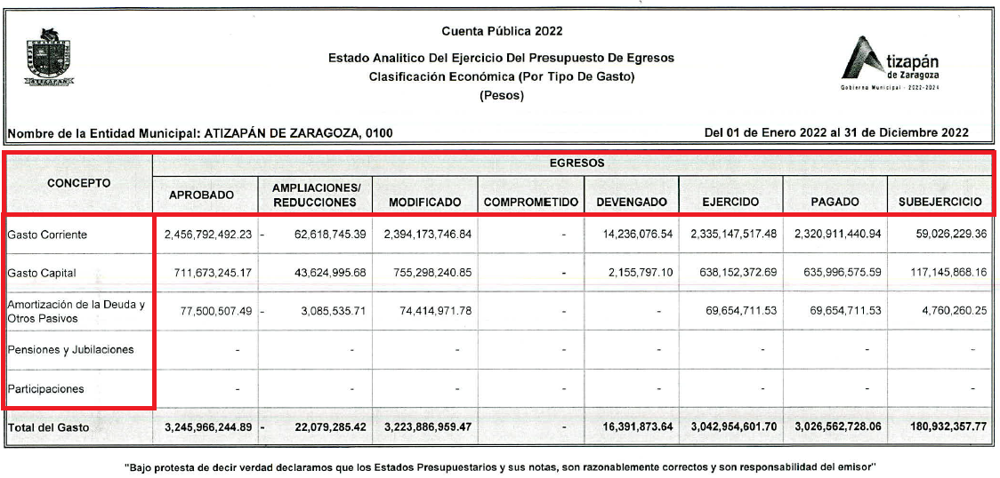 Cuenta Pública 2022
Estado Analitico Del Ejercicio Del Presupuesto De Egresos
Clasificación Económica (Por Tipo De Gasto)
(Pesos)
ATIZAPÁN
Atizapán
de Zaragoza
Gobierno Municipal - 2022-2024
Nombre de la Entidad Municipal: ATIZAPÁN DE ZARAGOZA, 0100 Del 01 de Enero 2022 al 31 de Diciembre 2022
EGRESOS
CONCEPTO APROBADO AMPLIACIONES/ REDUCCIONES MODIFICADO COMPROMETIDO DEVENGADO EJERCIDO PAGADO SUBEJERCICIO
Gasto Corriente 2,456,792,492.23 - 62,618,745.39 2,394,173,746.84 - 14,236,076.54 2,335,147,517.48 2,320,911,440.94 59,026,229.36
Gasto Capital 711,673,245.17 43,624,995.68 755,298,240.85 - 2,155,797.10 638,152,372.69 635,996,575.59 117,145,868.16
Amortización de la Deuda y
Otros Pasivos 77,500,507.49 - 3,085,535.71 74,414,971.78 - - 69,654,711.53 69,654,711.53 4,760,260.25
Pensiones y Jubilaciones - - - - - - - -
Participaciones - - - - - - - -
Total del Gasto 3,245,966,244.89 - 22,079,285.42 3,223,886,959.47 - 16,391,873.64 3,042,954,601.70 3,026,562,728.06 180,932,357.77
"Bajo protesta de decir verdad declaramos que los Estados Presupuestarios y sus notas, son razonablemente correctos y son responsabilidad del emisor"